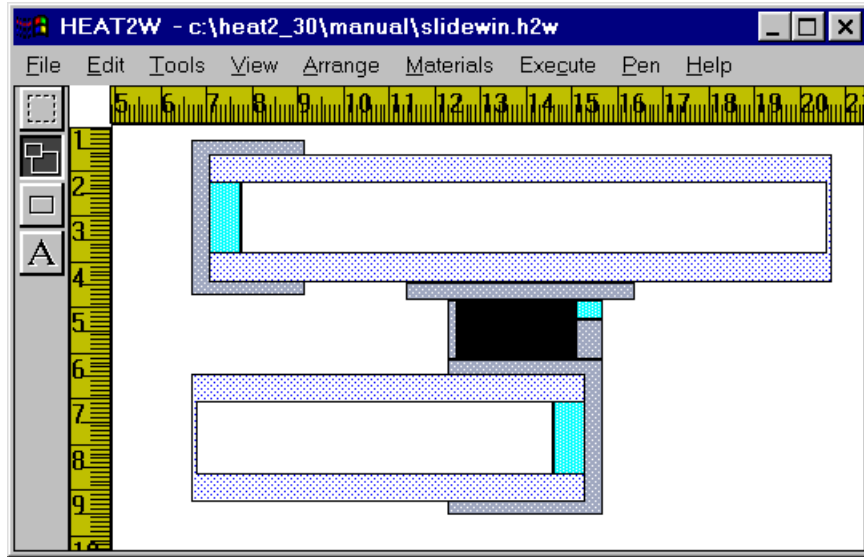 HEAT2W - c:\heat2_30\manual\slidewin.h2w
File Edit Tools View Arrange Materials Execute Pen Help
5 6 7 8 9 10 11 12 13 14 15 16 17 18 19 20 21
1
2
3
A
4
5
6
7
8
9
10